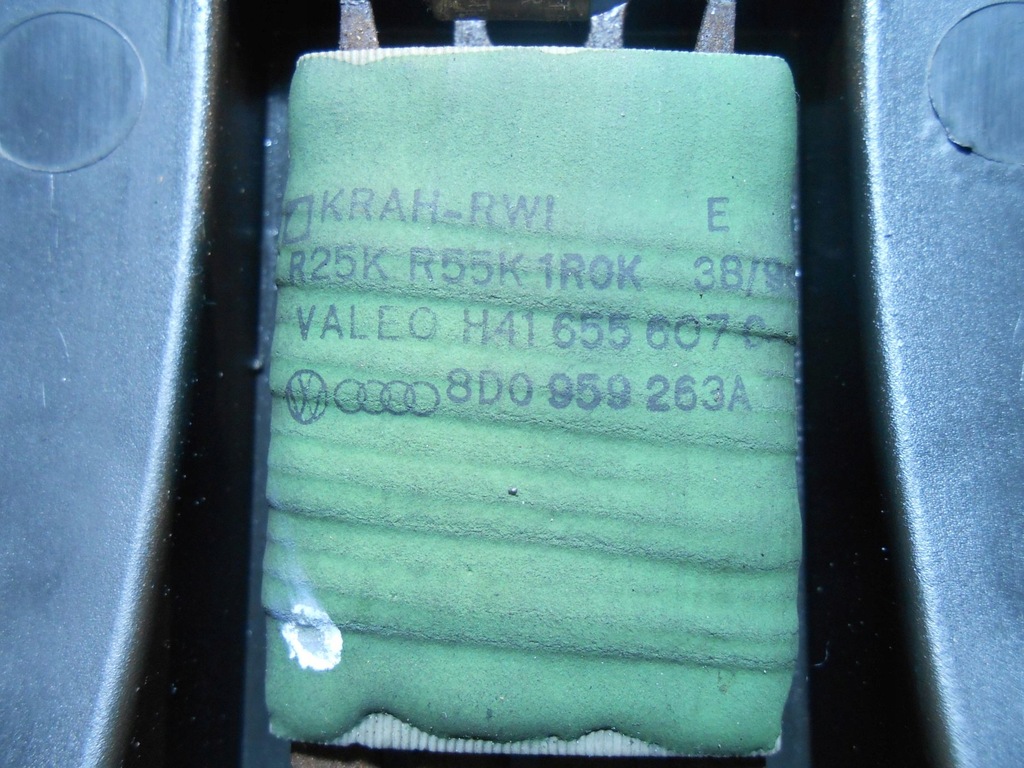 KRAH-RWI E
R25K R55K 1R0K 38/9
VALEO H41 655 607
8D0 959 263A